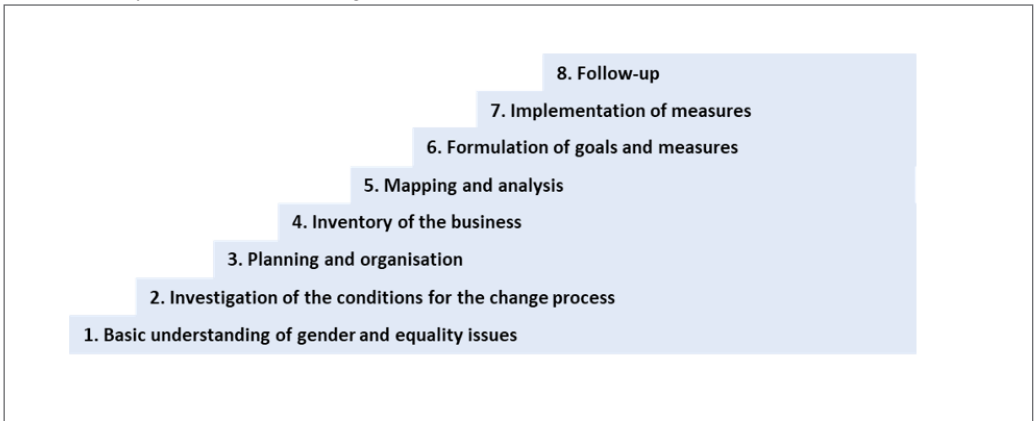 8. Follow-up
7. Implementation of measures
6. Formulation of goals and measures
5. Mapping and analysis
4. Inventory of the business
3. Planning and organisation
2. Investigation of the conditions for the change process
1. Basic understanding of gender and equality issues